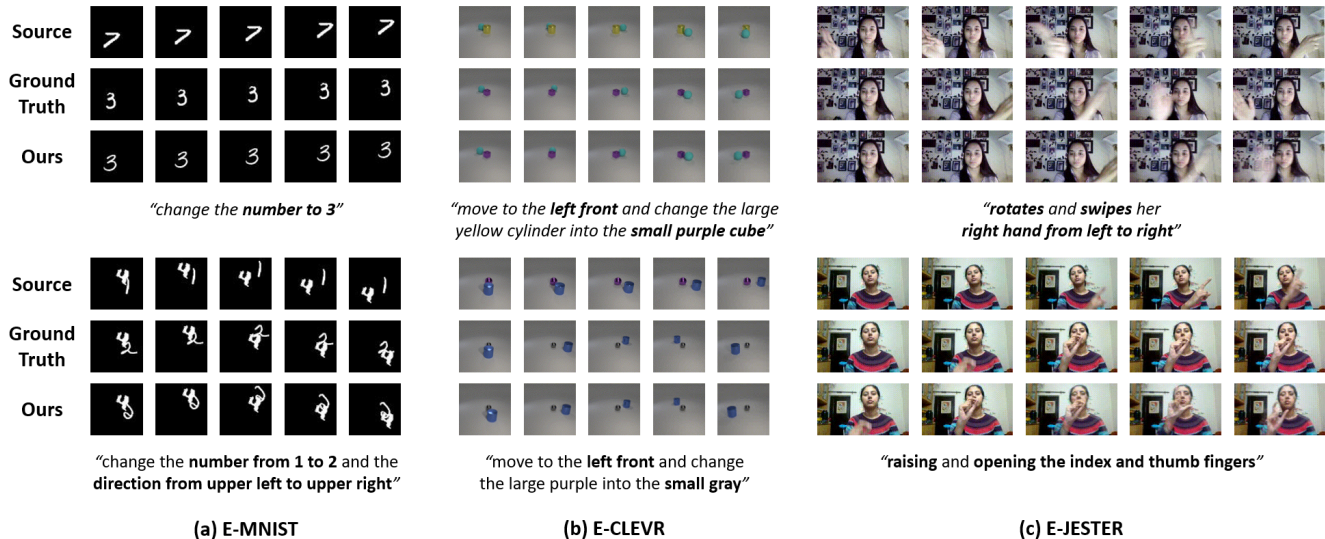 Source
Ground
Truth
Ours
“change the number to 3”
“move to the left front and change the large
yellow cylinder into the small purple cube”
“rotates and swipes her
right hand from left to right”
Source
Ground
Truth
Ours
“change the number from 1 to 2 and the
direction from upper left to upper right”
“move to the left front and change
the large purple into the small gray”
“raising and opening the index and thumb fingers”
(a) E-MNIST
(b) E-CLEVR
(c) E-JESTER